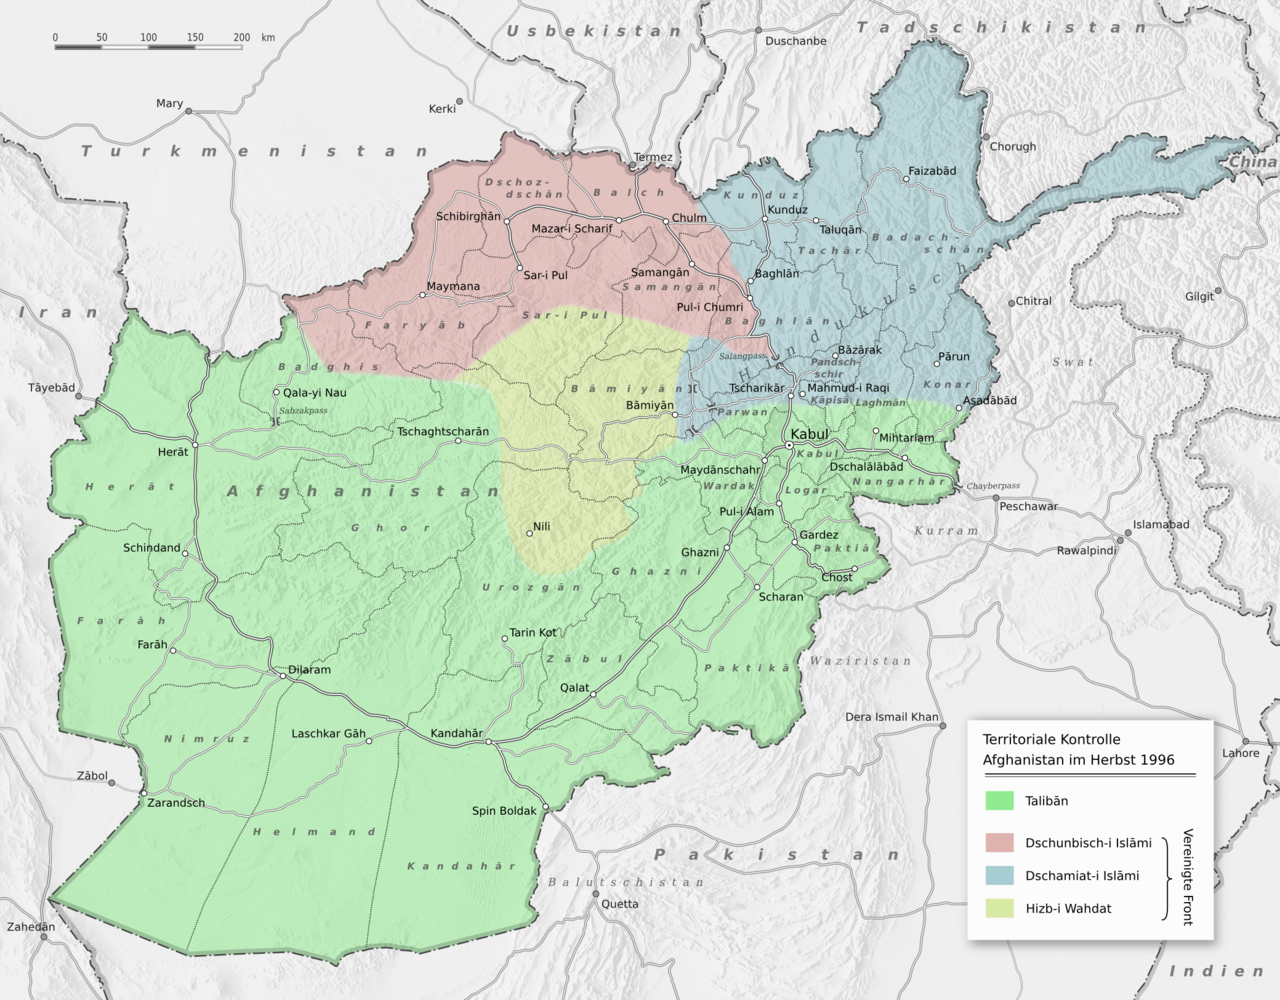 0 50 100 150 200 km
Usbekistan
Tadschikistan
Duschanbe
Mary
Kerki
Turkmenistan
Termez
Chorugh
China
Faizabād
Dschoz-
dschān
Balch
Kunduz
Schibirghān
Mazar-i Scharif
Chulm
Kunduz
Taluqān
Tachār
Badach-
schān
Sar-i Pul
Samangān
Samangān
Baghlān
Maymana
Pul-i Chumri
Hindukusch
Chitral
Gilgit
Iran
Faryāb
Sar-i Pul
Baghlān
Swat
Salangpass
Bāzārak
Pandsch-
schir
Pārun
Badghis
Tāyebād
Qala-yi Nau
Sabzakpass
Bāmiyān
Tscharikār
Mahmud-i Raqi
Konar
Bāmiyān
Parwan
Kāpisā
Laghmān
Asadābād
Tschaghtscharān
Kabul
Mihtarlam
Herāt
Kabul
Maydānschahr
Dschalālābād
Herāt
Afghanistan
Wardak
Logar
Nangarhār
Chayberpass
Peschawar
Pul-i Alam
Ghor
Nili
Kurram
Islamabad
Schindand
Ghazni
Gardez
Paktiā
Rawalpindi
Urozgān
Ghazni
Chost
Scharan
Farāh
Farāh
Tarin Kot
Zābul
Paktikā
Waziristan
Dilaram
Qalat
Dera Ismail Khan
Nimruz
Laschkar Gāh
Kandahār
Lahore
Zābol
Zarandsch
Spin Boldak
Helmand
Kandahār
Pakistan
Balutschistan
Quetta
Zahedān
Indien
Territoriale Kontrolle
Afghanistan im Herbst 1996
Talibān
Dschunbisch-i Islāmi
Dschamiat-i Islāmi
Hizb-i Wahdat
Vereinigte Front